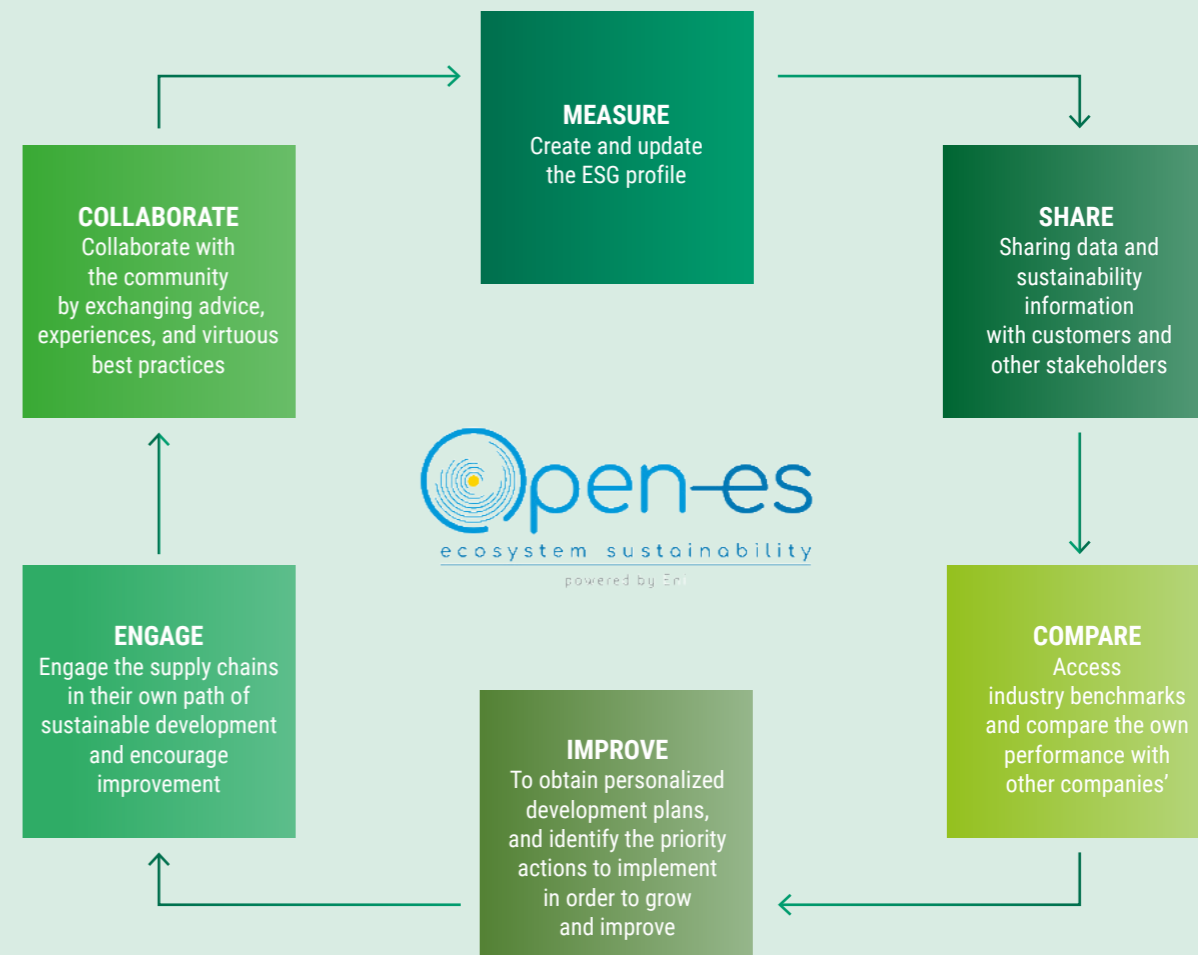 MEASURE
Create and update
the ESG profile
SHARE
Sharing data and
sustainability
information
with customers and
other stakeholders
COMPARE
Access
industry benchmarks
and compare the own
performance with
other companies’
IMPROVE
To obtain personalized
development plans,
and identify the priority
actions to implement
in order to grow
and improve
ENGAGE
Engage the supply chains
in their own path of
sustainable development
and encourage
improvement
COLLABORATE
Collaborate with
the community
by exchanging advice,
experiences, and virtuous
best practices
Open-es
ecosystem sustainability
powered by Eni